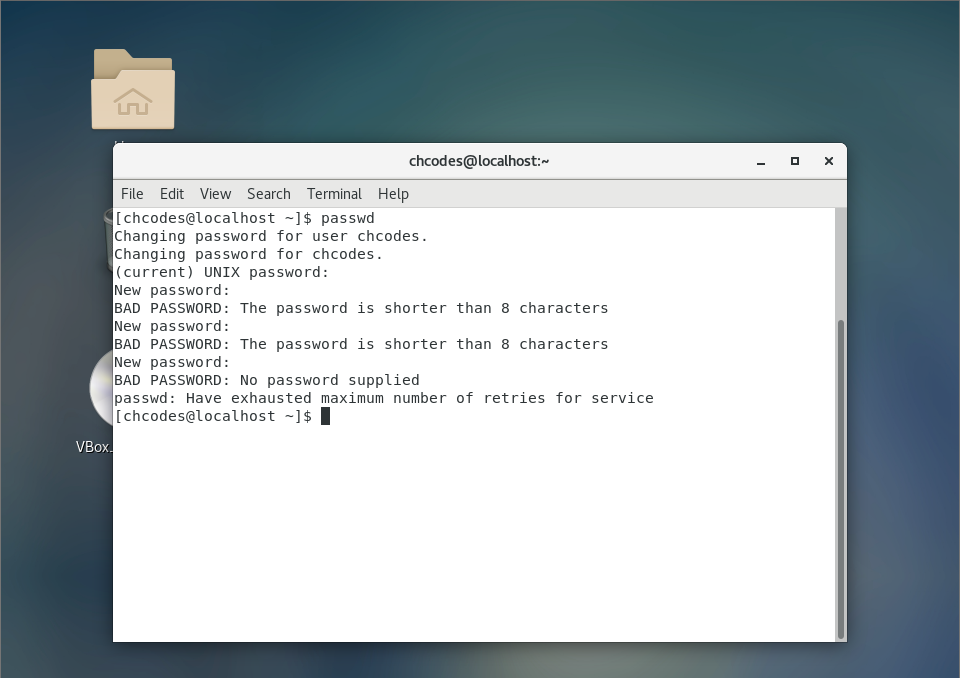 chcodes@localhost:~
File Edit View Search Terminal Help
[chcodes@localhost ~]$ passwd
Changing password for user chcodes.
Changing password for chcodes.
(current) UNIX password:
New password:
BAD PASSWORD: The password is shorter than 8 characters
New password:
BAD PASSWORD: The password is shorter than 8 characters
New password:
BAD PASSWORD: No password supplied
passwd: Have exhausted maximum number of retries for service
[chcodes@localhost ~]$
VBox_